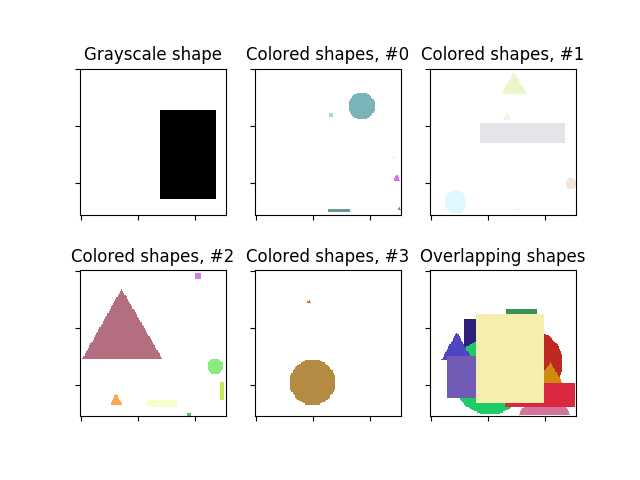 Grayscale shape
Colored shapes, #0
Colored shapes, #1
Colored shapes, #2
Colored shapes, #3
Overlapping shapes